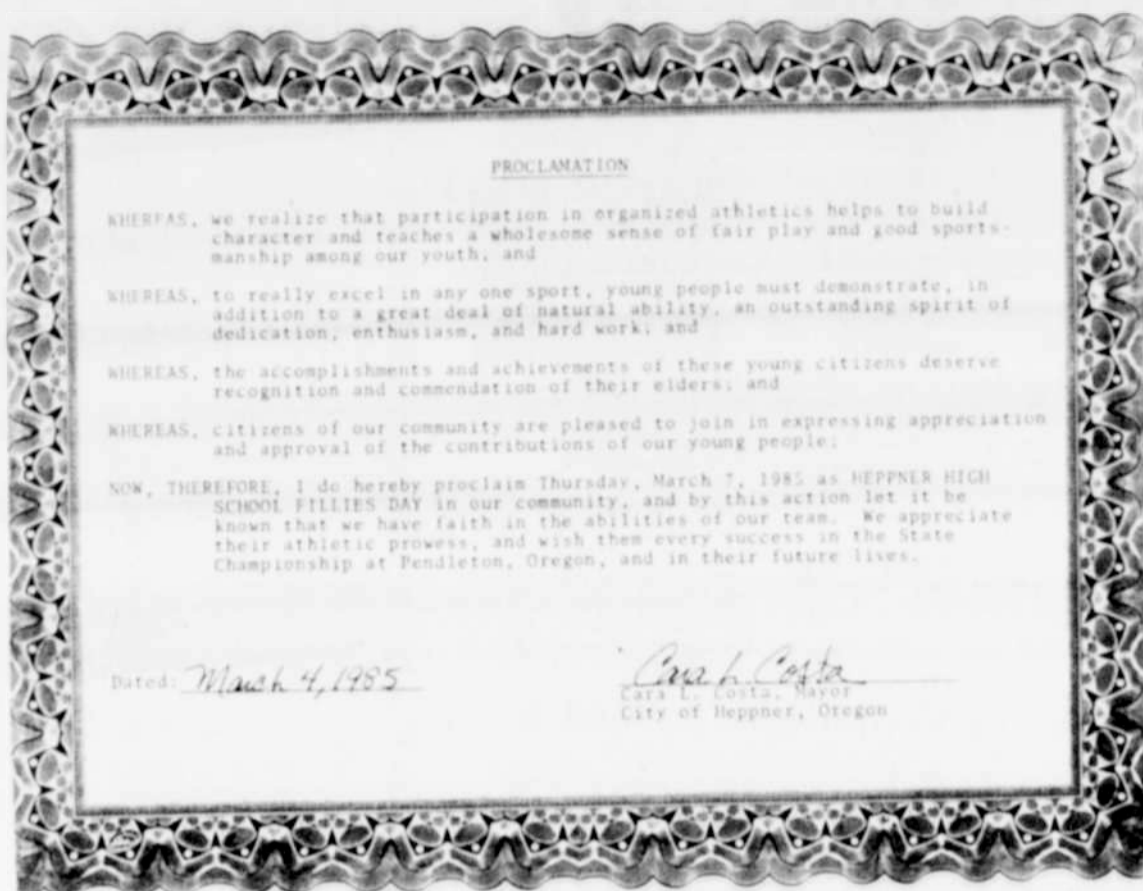 PROCLAMATION
WHEREAS, we realize that participation in organized athletics helps to build
character and teaches a wholesome sense of fair play and good sports-
manship among our youth; and
WHEREAS, to really excel in any one sport, young people must demonstrate, in
addition to a great deal of natural ability, an outstanding spirit of
dedication, enthusiasm, and hard work; and
WHEREAS, the accomplishments and achievements of these young citizens deserve
recognition and commendation of their elders; and
WHEREAS, citizens of our community are pleased to join in expressing appreciation
and approval of the contributions of our young people;
NOW, THEREFORE, I do hereby proclaim Thursday, March 7, 1985 as HEPPNER HIGH
SCHOOL FILLIES DAY in our community, and by this action let it be
known that we have faith in the abilities of our team. We appreciate
their athletic prowess, and wish them every success in the State
Championship at Pendleton, Oregon, and in their future lives.
Dated: March 4, 1985
Cara L. Costa
Cara L. Costa, Mayor
City of Heppner, Oregon